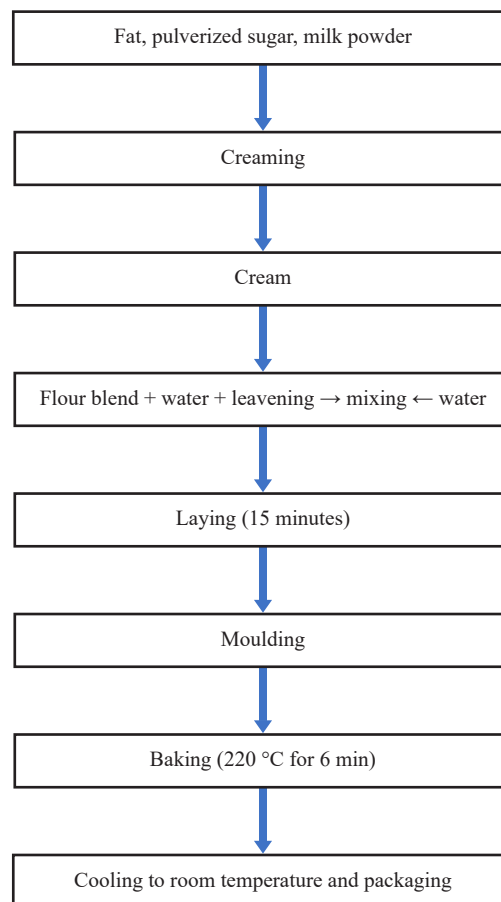 Fat, pulverized sugar, milk powder
Creaming
Cream
Flour blend + water + leavening → mixing ← water
Laying (15 minutes)
Moulding
Baking (220 °C for 6 min)
Cooling to room temperature and packaging